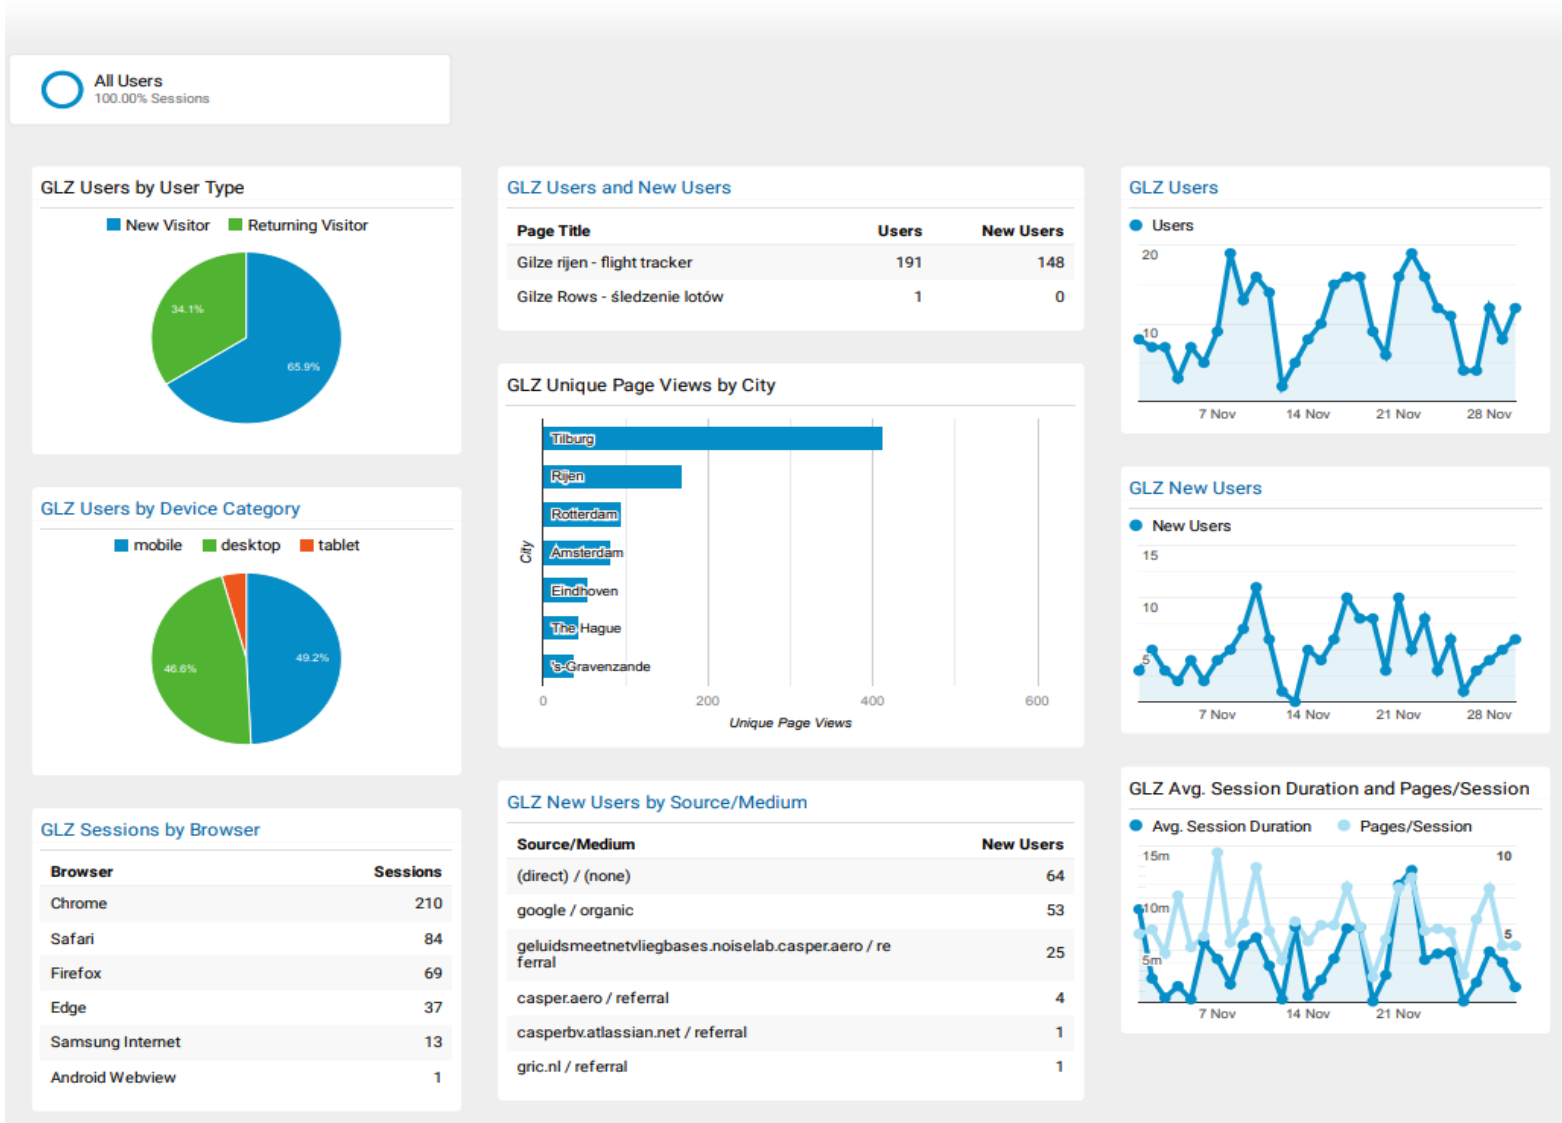 All Users
100.00% Sessions
GLZ Users by User Type
New Visitor Returning Visitor
34.1%
65.9%
GLZ Users by Device Category
mobile desktop tablet
49.2%
46.6%
GLZ Sessions by Browser
Browser Sessions
Chrome 210
Safari 84
Firefox 69
Edge 37
Samsung Internet 13
Android Webview 1
GLZ Users and New Users
Page Title Users New Users
Gilze rijen - flight tracker 191 148
Gilze Rows - śledzenie lotów 1 0
GLZ Unique Page Views by City
City
Tilburg
Rijen
Rotterdam
Amsterdam
Eindhoven
The Hague
's-Gravenzande
0 200 400 600
Unique Page Views
GLZ New Users by Source/Medium
Source/Medium New Users
(direct) / (none) 64
google / organic 53
geluidsmeetnetvliegbases.noiselab.casper.aero / re
ferral 25
casper.aero / referral 4
casperbv.atlassian.net / referral 1
gric.nl / referral 1
GLZ Users
Users
20
10
7 Nov 14 Nov 21 Nov 28 Nov
GLZ New Users
New Users
15
10
5
7 Nov 14 Nov 21 Nov 28 Nov
GLZ Avg. Session Duration and Pages/Session
Avg. Session Duration Pages/Session
15m 10
10m
5
5m
7 Nov 14 Nov 21 Nov